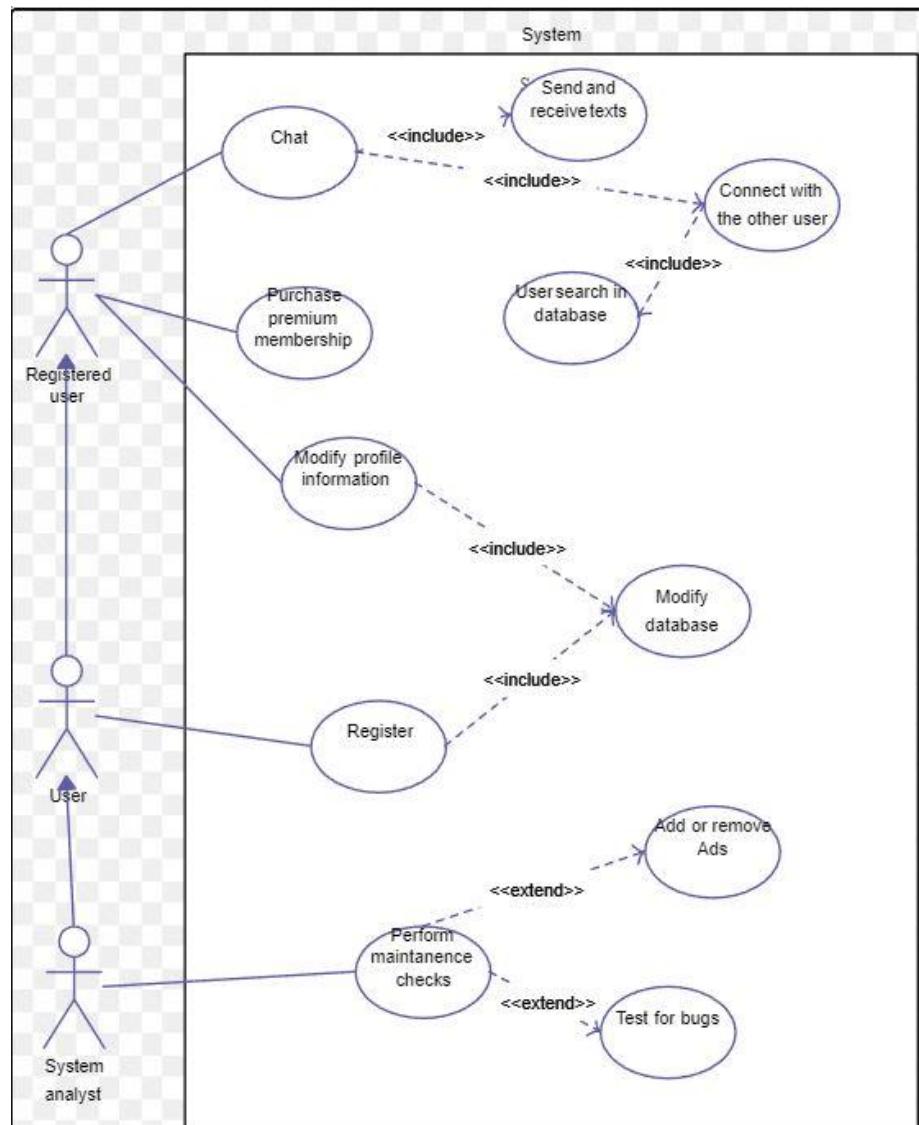 System
Send and
receive texts
Chat
<<include>>
<<include>>
Connect with
the other user
<<include>>
User search in
database
Purchase
premium
membership
Registered
user
Modify profile
information
<<include>>
Modify
database
<<include>>
Register
User
Add or remove
Ads
<<extend>>
Perform
maintanence
checks
<<extend>>
Test for bugs
System
analyst